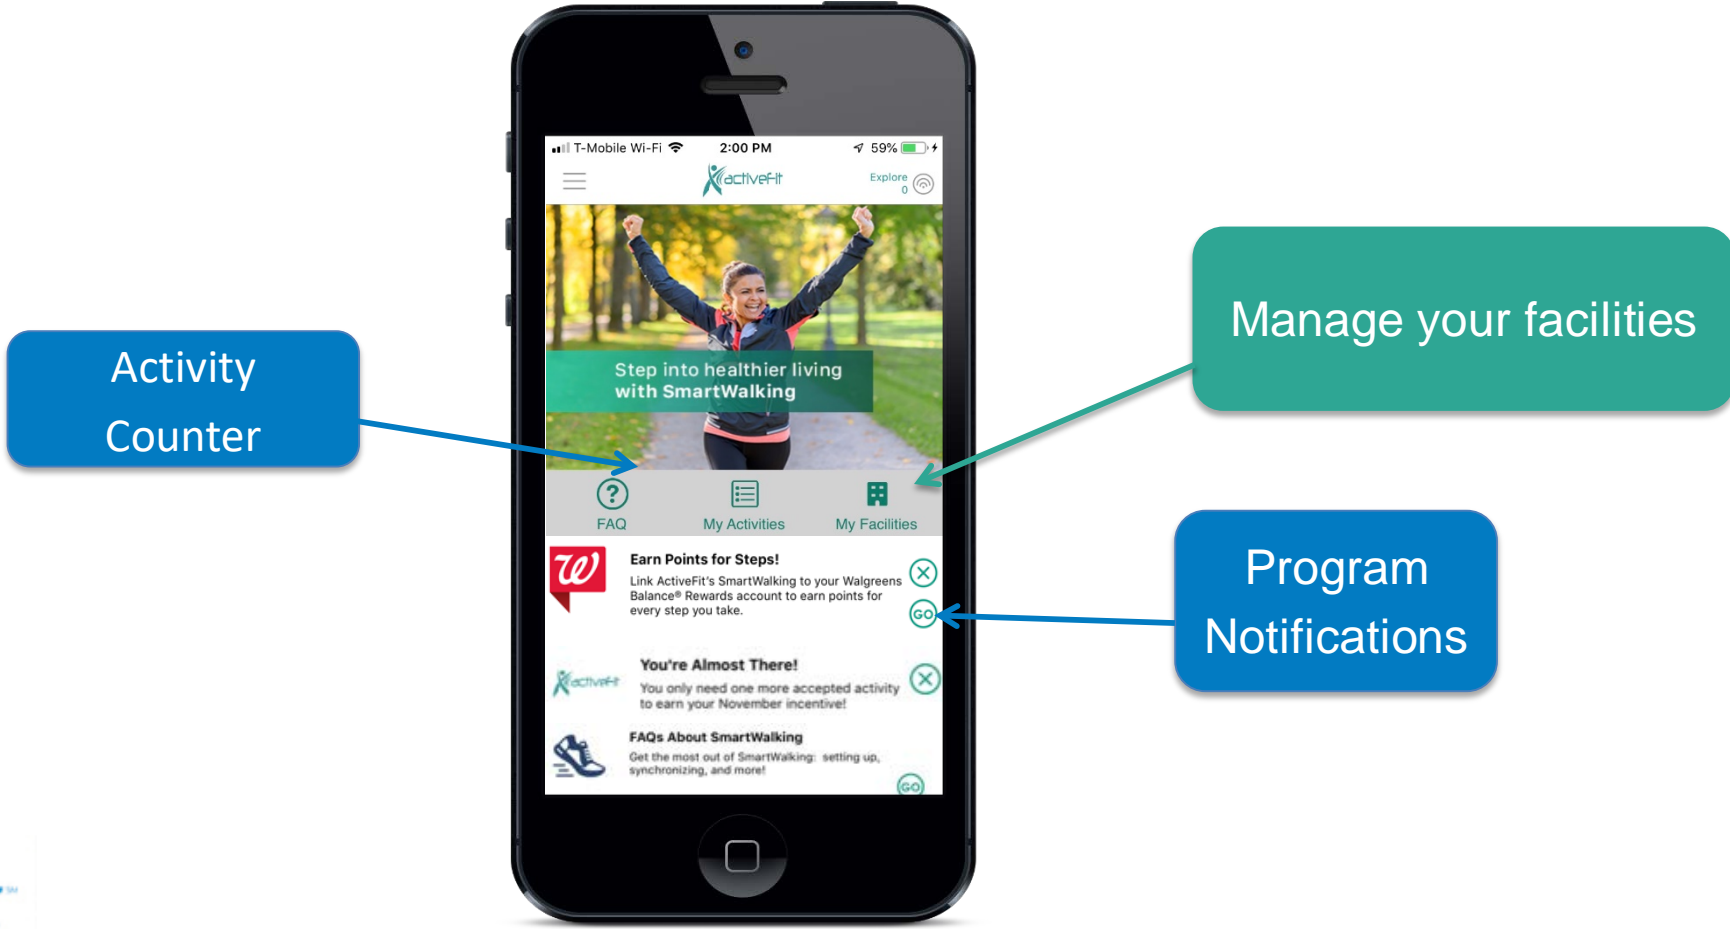 T-Mobile Wi-Fi 2:00 PM 59%
activeFit
Explore
0
Step into healthier living
with SmartWalking
Activity
Counter
Manage your facilities
?
FAQ
My Activities
My Facilities
W
Earn Points for Steps!
Link ActiveFit's SmartWalking to your Walgreens
Balance® Rewards account to earn points for
every step you take.
GO
Program
Notifications
activeFit
You're Almost There!
You only need one more accepted activity
to earn your November incentive!
FAQs About SmartWalking
Get the most out of SmartWalking: setting up,
synchronizing, and more!
GO
SM